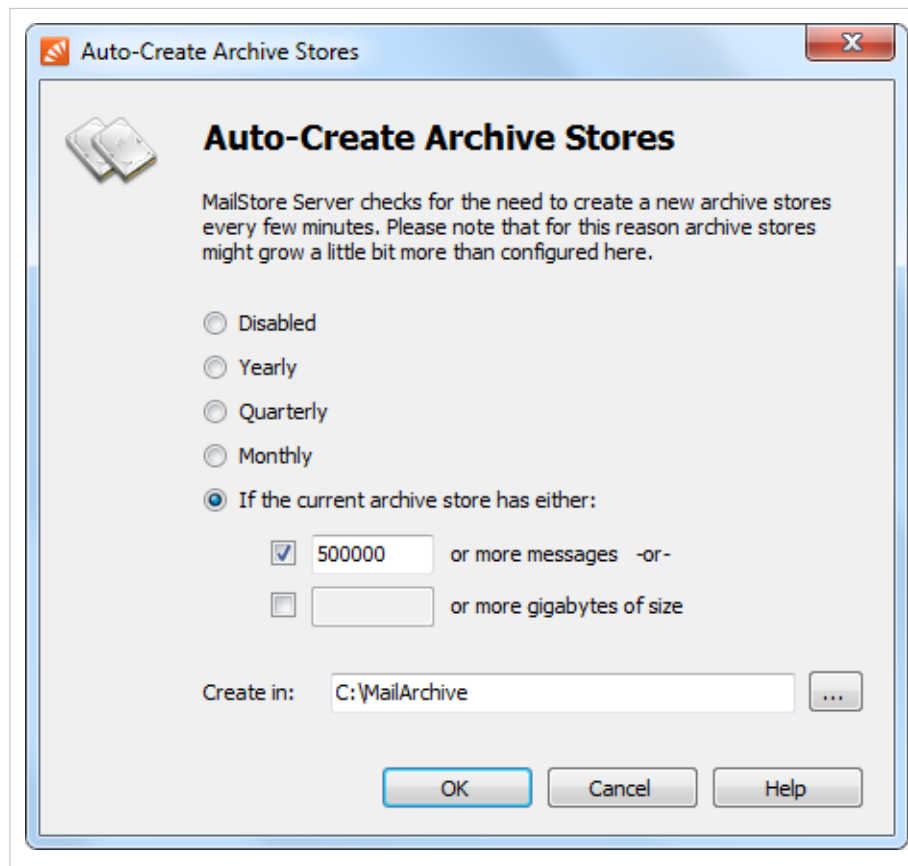 Auto-Create Archive Stores
Auto-Create Archive Stores
MailStore Server checks for the need to create a new archive stores
every few minutes. Please note that for this reason archive stores
might grow a little bit more than configured here.
Disabled
Yearly
Quarterly
Monthly
If the current archive store has either:
500000 or more messages -or-
or more gigabytes of size
Create in: C:\MailArchive ...
OK Cancel Help